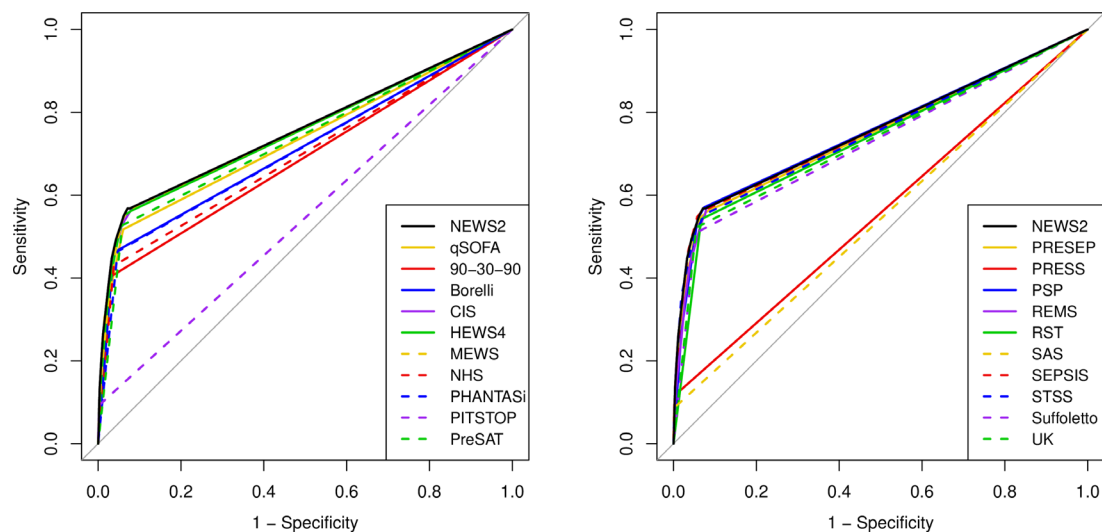 1.0
0.8
0.6
0.4
0.2
0.0
Sensitivity
NEWS2
qSOFA
90−30−90
Borelli
CIS
HEWS4
MEWS
NHS
PHANTASi
PITSTOP
PreSAT
0.0 0.2 0.4 0.6 0.8 1.0
1 − Specificity
1.0
0.8
0.6
0.4
0.2
0.0
Sensitivity
NEWS2
PRESEP
PRESS
PSP
REMS
RST
SAS
SEPSIS
STSS
Suffoletto
UK
0.0 0.2 0.4 0.6 0.8 1.0
1 − Specificity